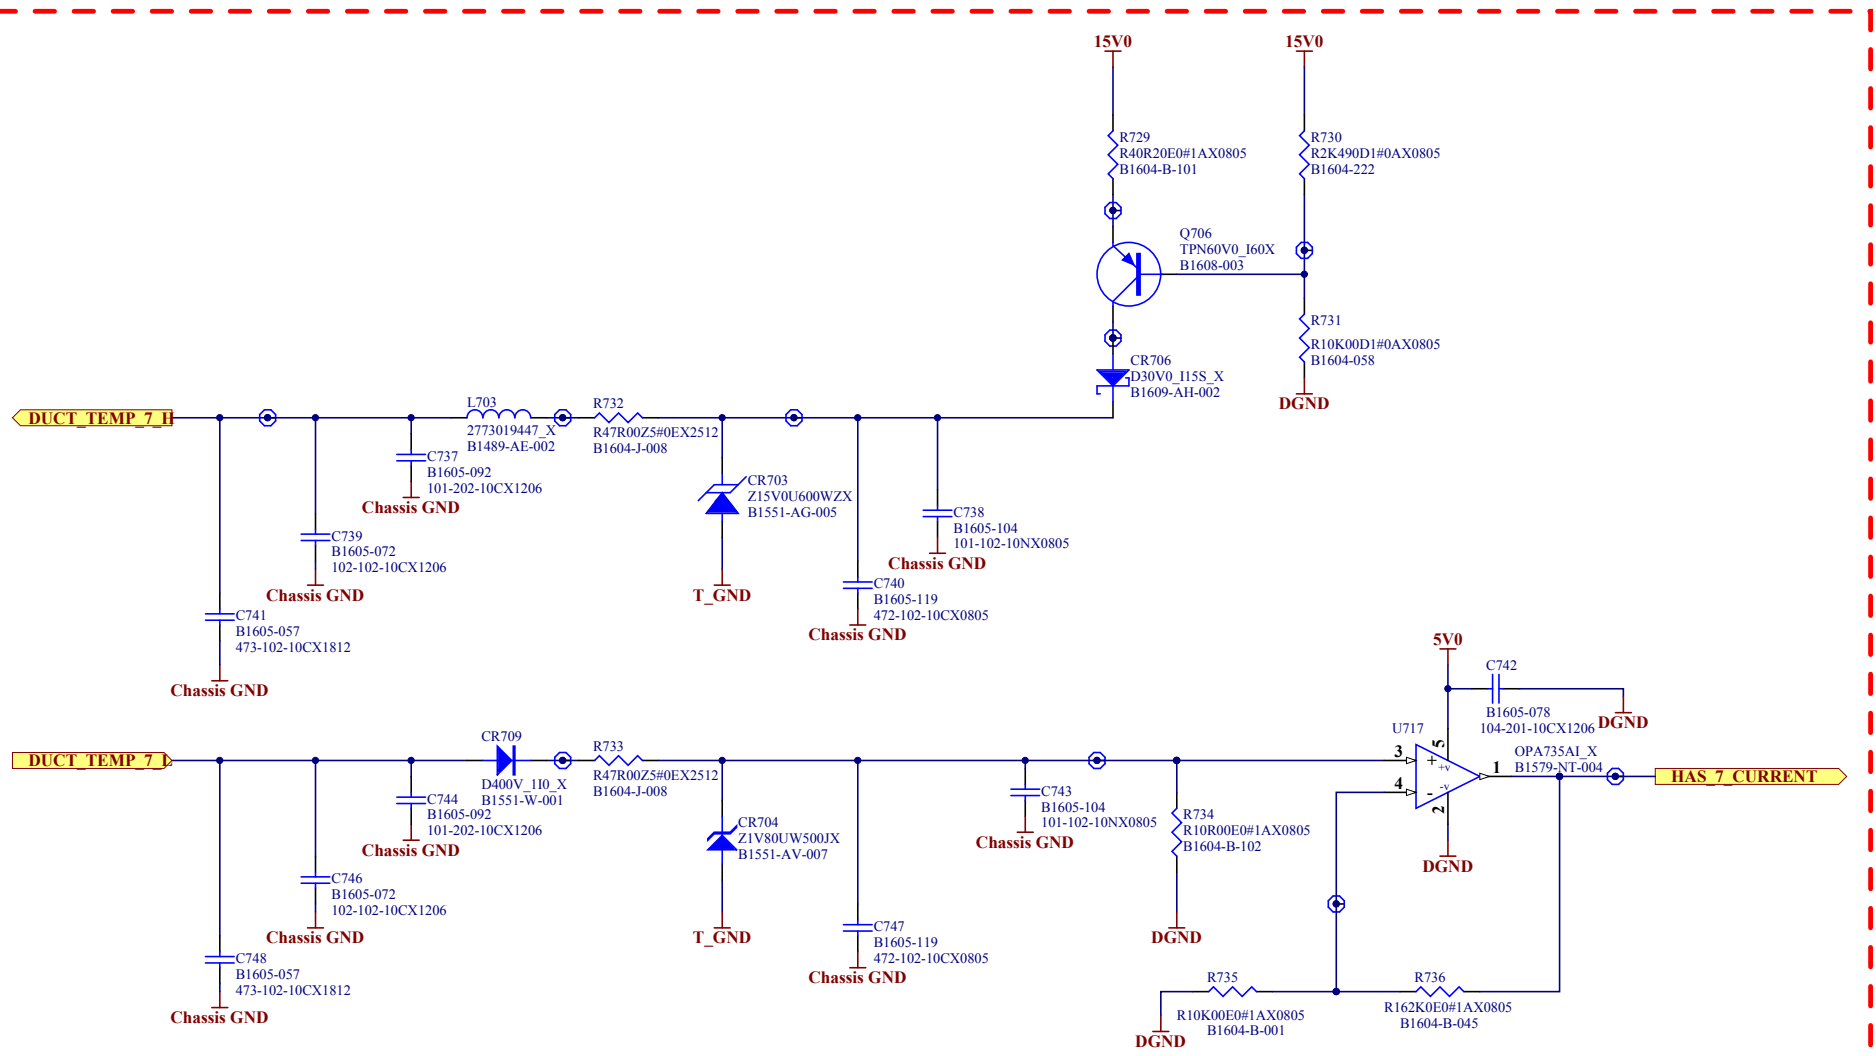 15V0
15V0
R729
R40R20E0#1AX0805
B1604-B-101
R730
R2K490D1#0AX0805
B1604-222
Q706
TPN60V0_I60X
B1608-003
R731
R10K00D1#0AX0805
B1604-058
DGND
CR706
D30V0_I15S_X
B1609-AH-002
DUCT_TEMP_7_H
L703
2773019447_X
B1489-AE-002
R732
R47R00Z5#0EX2512
B1604-J-008
C737
B1605-092
101-202-10CX1206
Chassis GND
CR703
Z15V0U600WZX
B1551-AG-005
T_GND
C738
B1605-104
101-102-10NX0805
Chassis GND
C739
B1605-072
102-102-10CX1206
Chassis GND
C740
B1605-119
472-102-10CX0805
Chassis GND
C741
B1605-057
473-102-10CX1812
Chassis GND
5V0
C742
B1605-078
104-201-10CX1206
DGND
DUCT_TEMP_7_L
CR709
D400V_1I0_X
B1551-W-001
R733
R47R00Z5#0EX2512
B1604-J-008
C744
B1605-092
101-202-10CX1206
Chassis GND
CR704
Z1V80UW500JX
B1551-AV-007
T_GND
C743
B1605-104
101-102-10NX0805
Chassis GND
R734
R10R00E0#1AX0805
B1604-B-102
DGND
U717
3
4
5
2
1
+
+v
-
-v
OPA735AI_X
B1579-NT-004
DGND
HAS_7_CURRENT
C746
B1605-072
102-102-10CX1206
Chassis GND
C747
B1605-119
472-102-10CX0805
Chassis GND
C748
B1605-057
473-102-10CX1812
Chassis GND
R735
R10K00E0#1AX0805
B1604-B-001
DGND
R736
R162K0E0#1AX0805
B1604-B-045